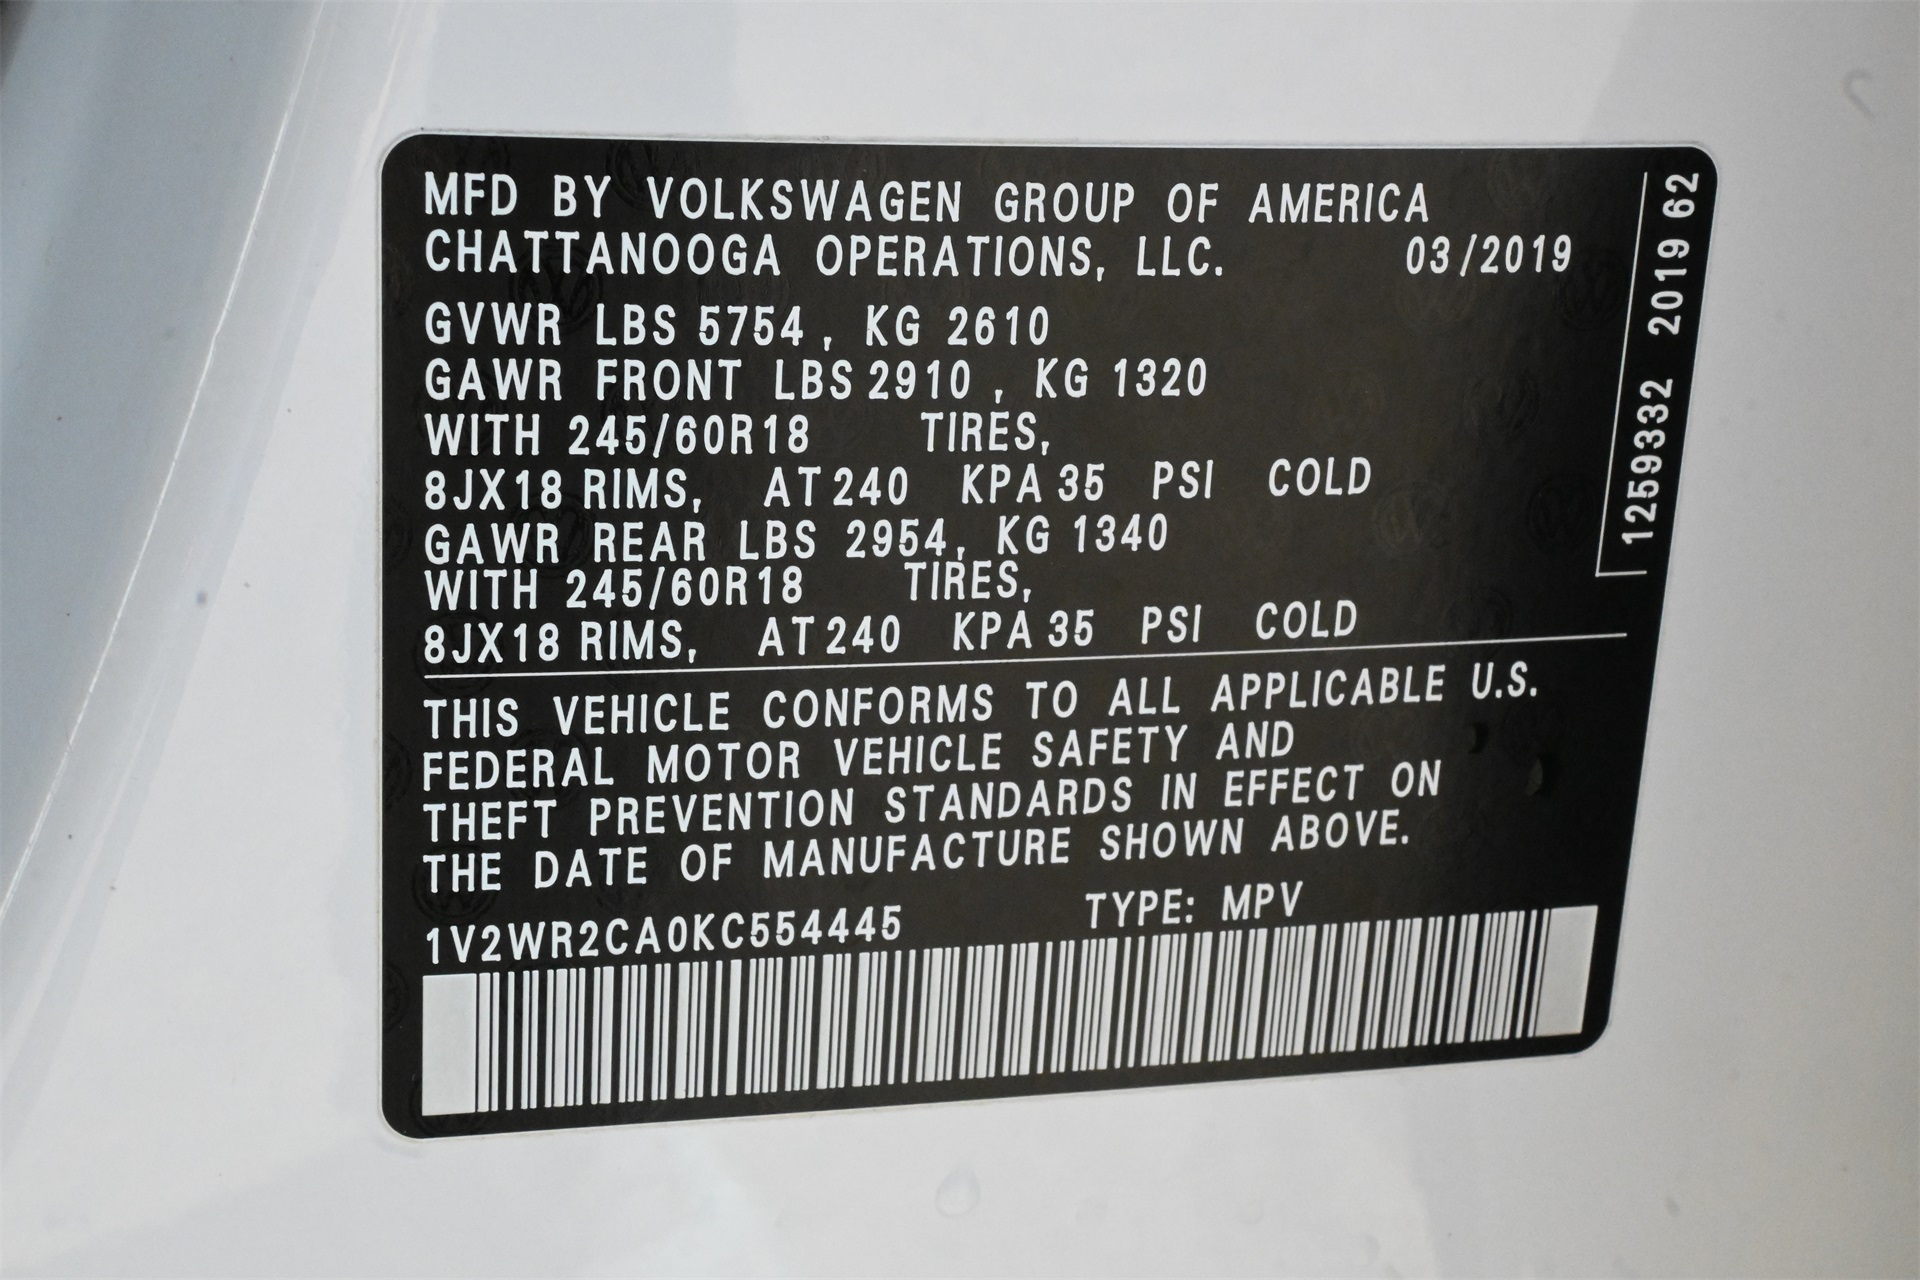 MFD BY VOLKSWAGEN GROUP OF AMERICA
CHATTANOOGA OPERATIONS, LLC. 03/2019
GVWR LBS 5754, KG 2610
GAWR FRONT LBS 2910, KG 1320
WITH 245/60R18 TIRES,
8JX18 RIMS, AT 240 KPA 35 PSI COLD
GAWR REAR LBS 2954, KG 1340
WITH 245/60R18 TIRES,
8JX18 RIMS, AT 240 KPA 35 PSI COLD
THIS VEHICLE CONFORMS TO ALL APPLICABLE U.S.
FEDERAL MOTOR VEHICLE SAFETY AND
THEFT PREVENTION STANDARDS IN EFFECT ON
THE DATE OF MANUFACTURE SHOWN ABOVE.
1V2WR2CA0KC554445 TYPE: MPV
1259332 2019 62